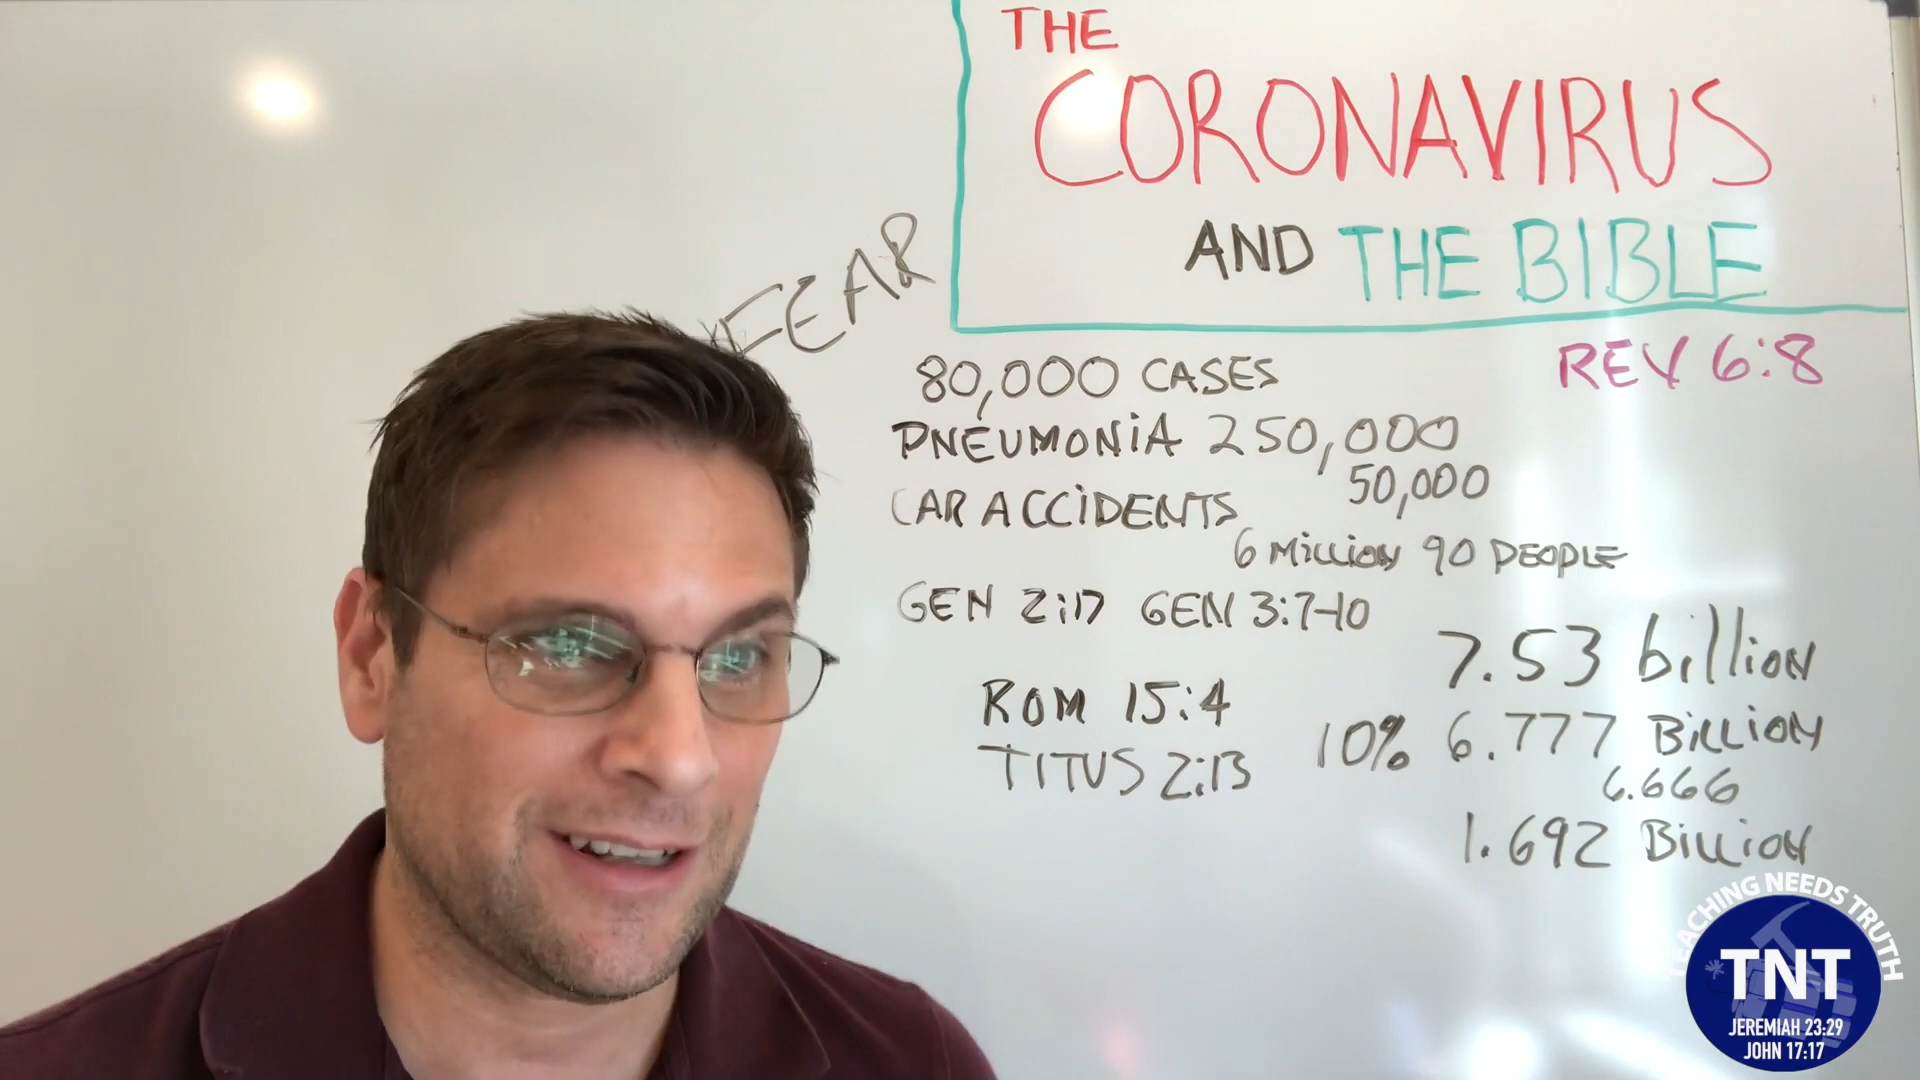 THE
CORONAVIRUS
AND THE BIBLE
FEAR
REV 6:8
80,000 CASES
PNEUMONIA 250,000
50,000
CAR ACCIDENTS
6 MILLION 90 PEOPLE
GEN 2:17 GEN 3:7-10
7.53 billion
ROM 15:4
10% 6.777 BILLION
TITUS 2:13
6.666
1.692 BILLION
TEACHING NEEDS TRUTH
TNT
JEREMIAH 23:29
JOHN 17:17